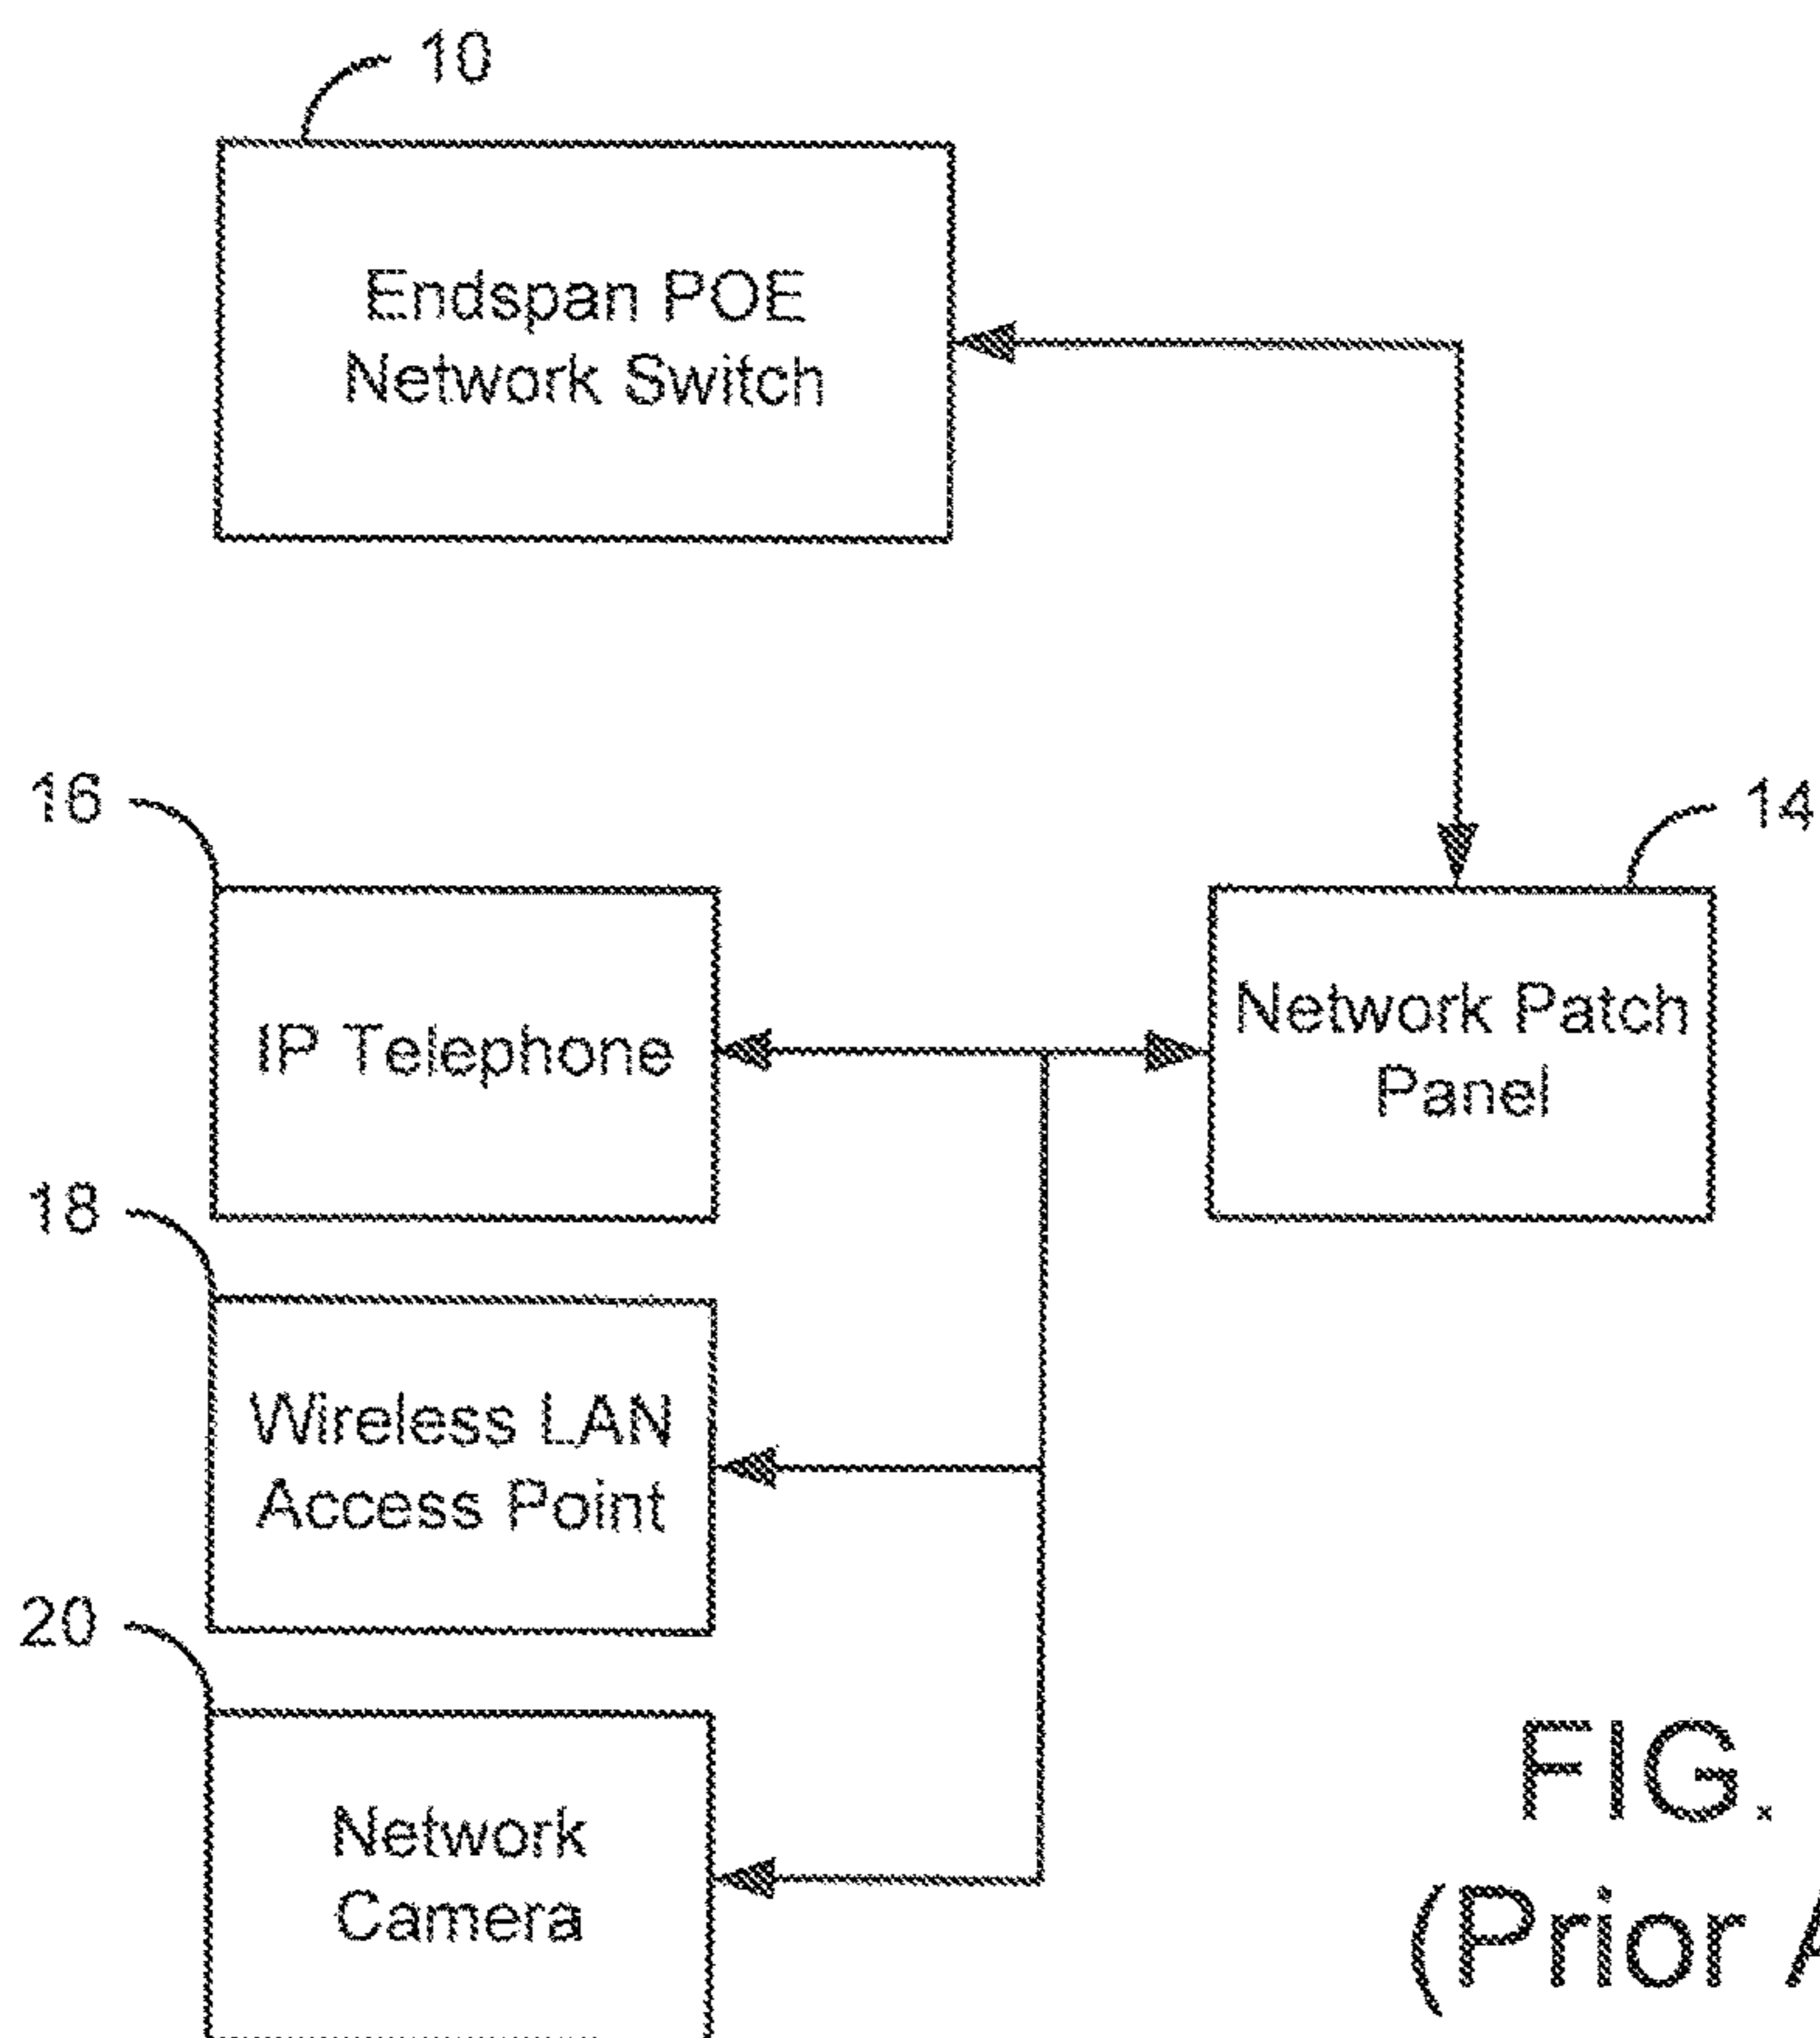 10
Endspan POE
Network Switch
16
14
IP Telephone
Network Patch
Panel
18
Wireless LAN
Access Point
20
Network
Camera
FIG.
(Prior